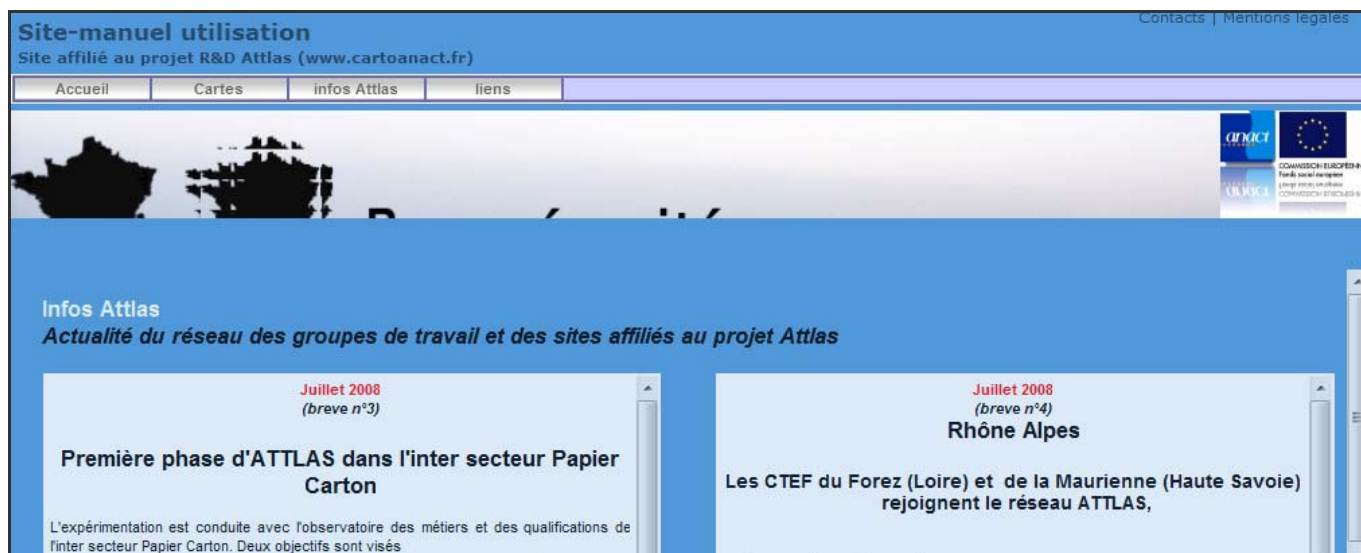 Contacts | Mentions légales
Site-manuel utilisation
Site affilié au projet R&D Attlas (www.cartoanact.fr)
Accueil Cartes infos Attlas liens
anact
COMMISSION EUROPÉENNE
Fonds social européen
Infos Attlas
Actualité du réseau des groupes de travail et des sites affiliés au projet Attlas
Juillet 2008
(breve n°3)
Première phase d'ATTLAS dans l'inter secteur Papier
Carton
L'expérimentation est conduite avec l'observatoire des métiers et des qualifications de
l'inter secteur Papier Carton. Deux objectifs sont visés
Juillet 2008
(breve n°4)
Rhône Alpes
Les CTEF du Forez (Loire) et de la Maurienne (Haute Savoie)
rejoignent le réseau ATTLAS,